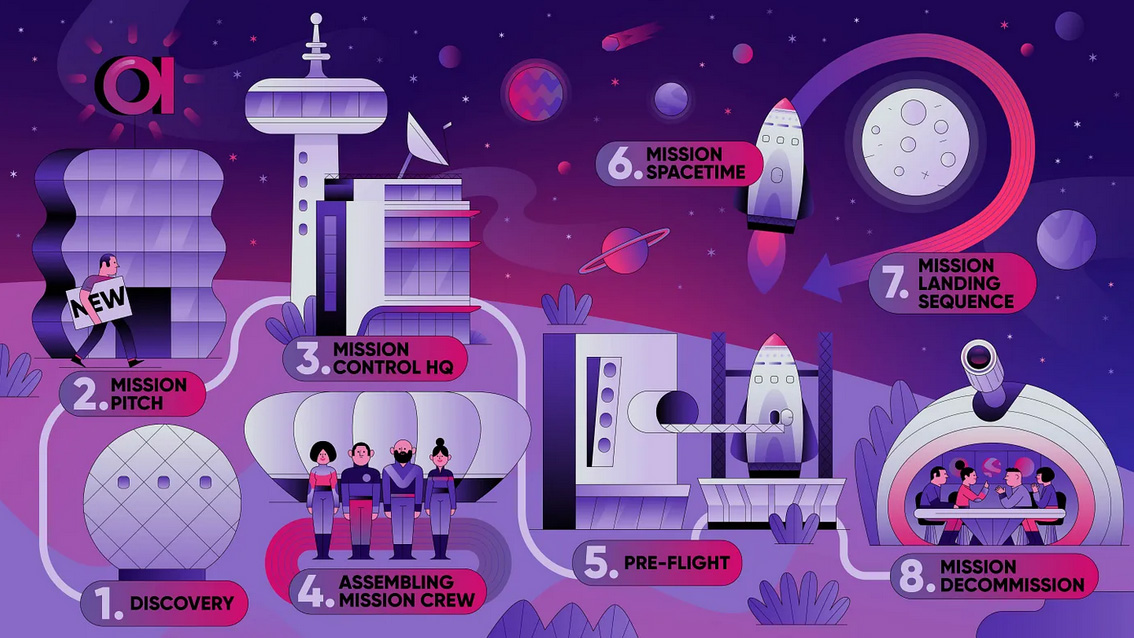 OI
NEW
1. DISCOVERY
2. MISSION
PITCH
3. MISSION
CONTROL HQ
4. ASSEMBLING
MISSION CREW
5. PRE-FLIGHT
6. MISSION
SPACETIME
7. MISSION
LANDING
SEQUENCE
8. MISSION
DECOMMISSION